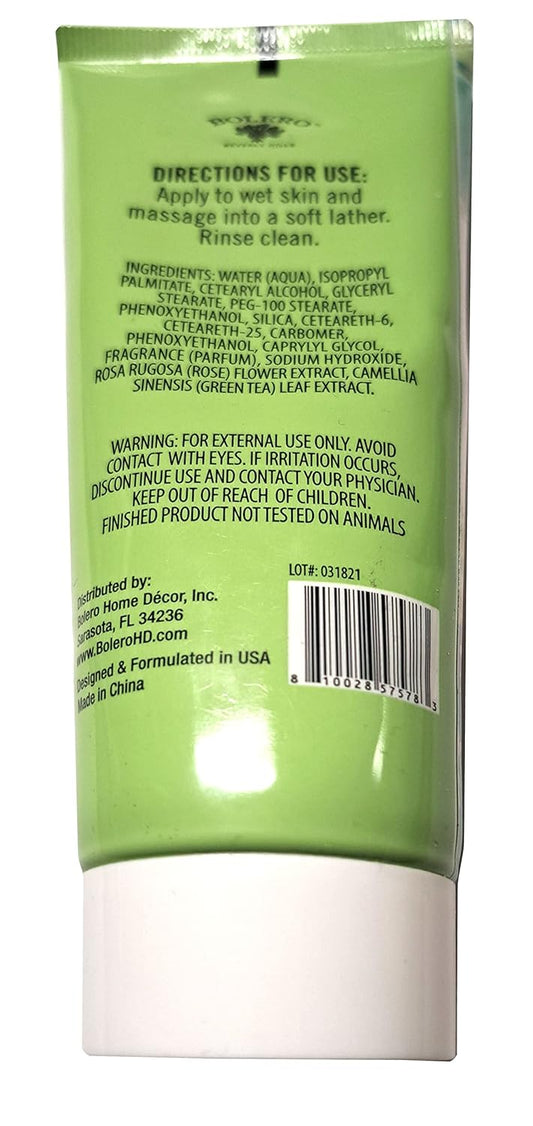 BOLERO
BEVERLY HILLS
DIRECTIONS FOR USE:
Apply to wet skin and
massage into a soft lather.
Rinse clean.
INGREDIENTS: WATER (AQUA), ISOPROPYL
PALMITATE, CETEARYL ALCOHOL, GLYCERYL
STEARATE, PEG-100 STEARATE,
PHENOXYETHANOL, SILICA, CETEARETH-6,
CETEARETH-25, CARBOMER,
PHENOXYETHANOL, CAPRYLYL GLYCOL,
FRAGRANCE (PARFUM), SODIUM HYDROXIDE,
ROSA RUGOSA (ROSE) FLOWER EXTRACT, CAMELLIA
SINENSIS (GREEN TEA) LEAF EXTRACT.
WARNING: FOR EXTERNAL USE ONLY. AVOID
CONTACT WITH EYES. IF IRRITATION OCCURS,
DISCONTINUE USE AND CONTACT YOUR PHYSICIAN.
KEEP OUT OF REACH OF CHILDREN.
FINISHED PRODUCT NOT TESTED ON ANIMALS
LOT#: 031821
Distributed by:
Bolero Home Décor, Inc.
Sarasota, FL 34236
www.BoleroHD.com
Designed & Formulated in USA
Made in China
8 10028 57578 3